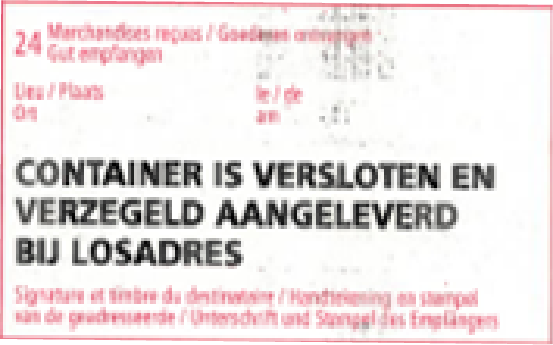 24 Marchandises reçues / Goederen ontvangen
Gut empfangen
Lieu / Plaats le / de
Ort am
CONTAINER IS VERSLOTEN EN
VERZEGELD AANGELEVERD
BIJ LOSADRES
Signature et timbre du destinataire / Handtekening en stempel
van de geadresseerde / Unterschrift und Stempel des Empfängers